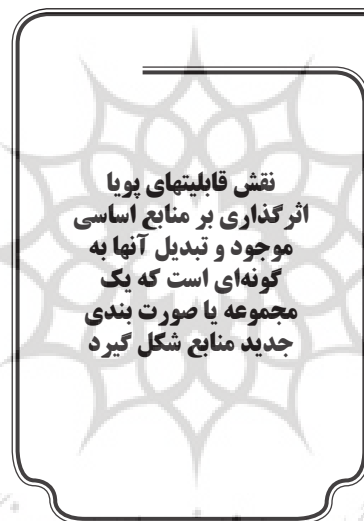 نقش قابلیتهای پویا
اثرگذاری بر منابع اساسی
موجود و تبدیل آنها به
گونه‌ای است که یک
مجموعه یا صورت بندی
جدید منابع شکل گیرد